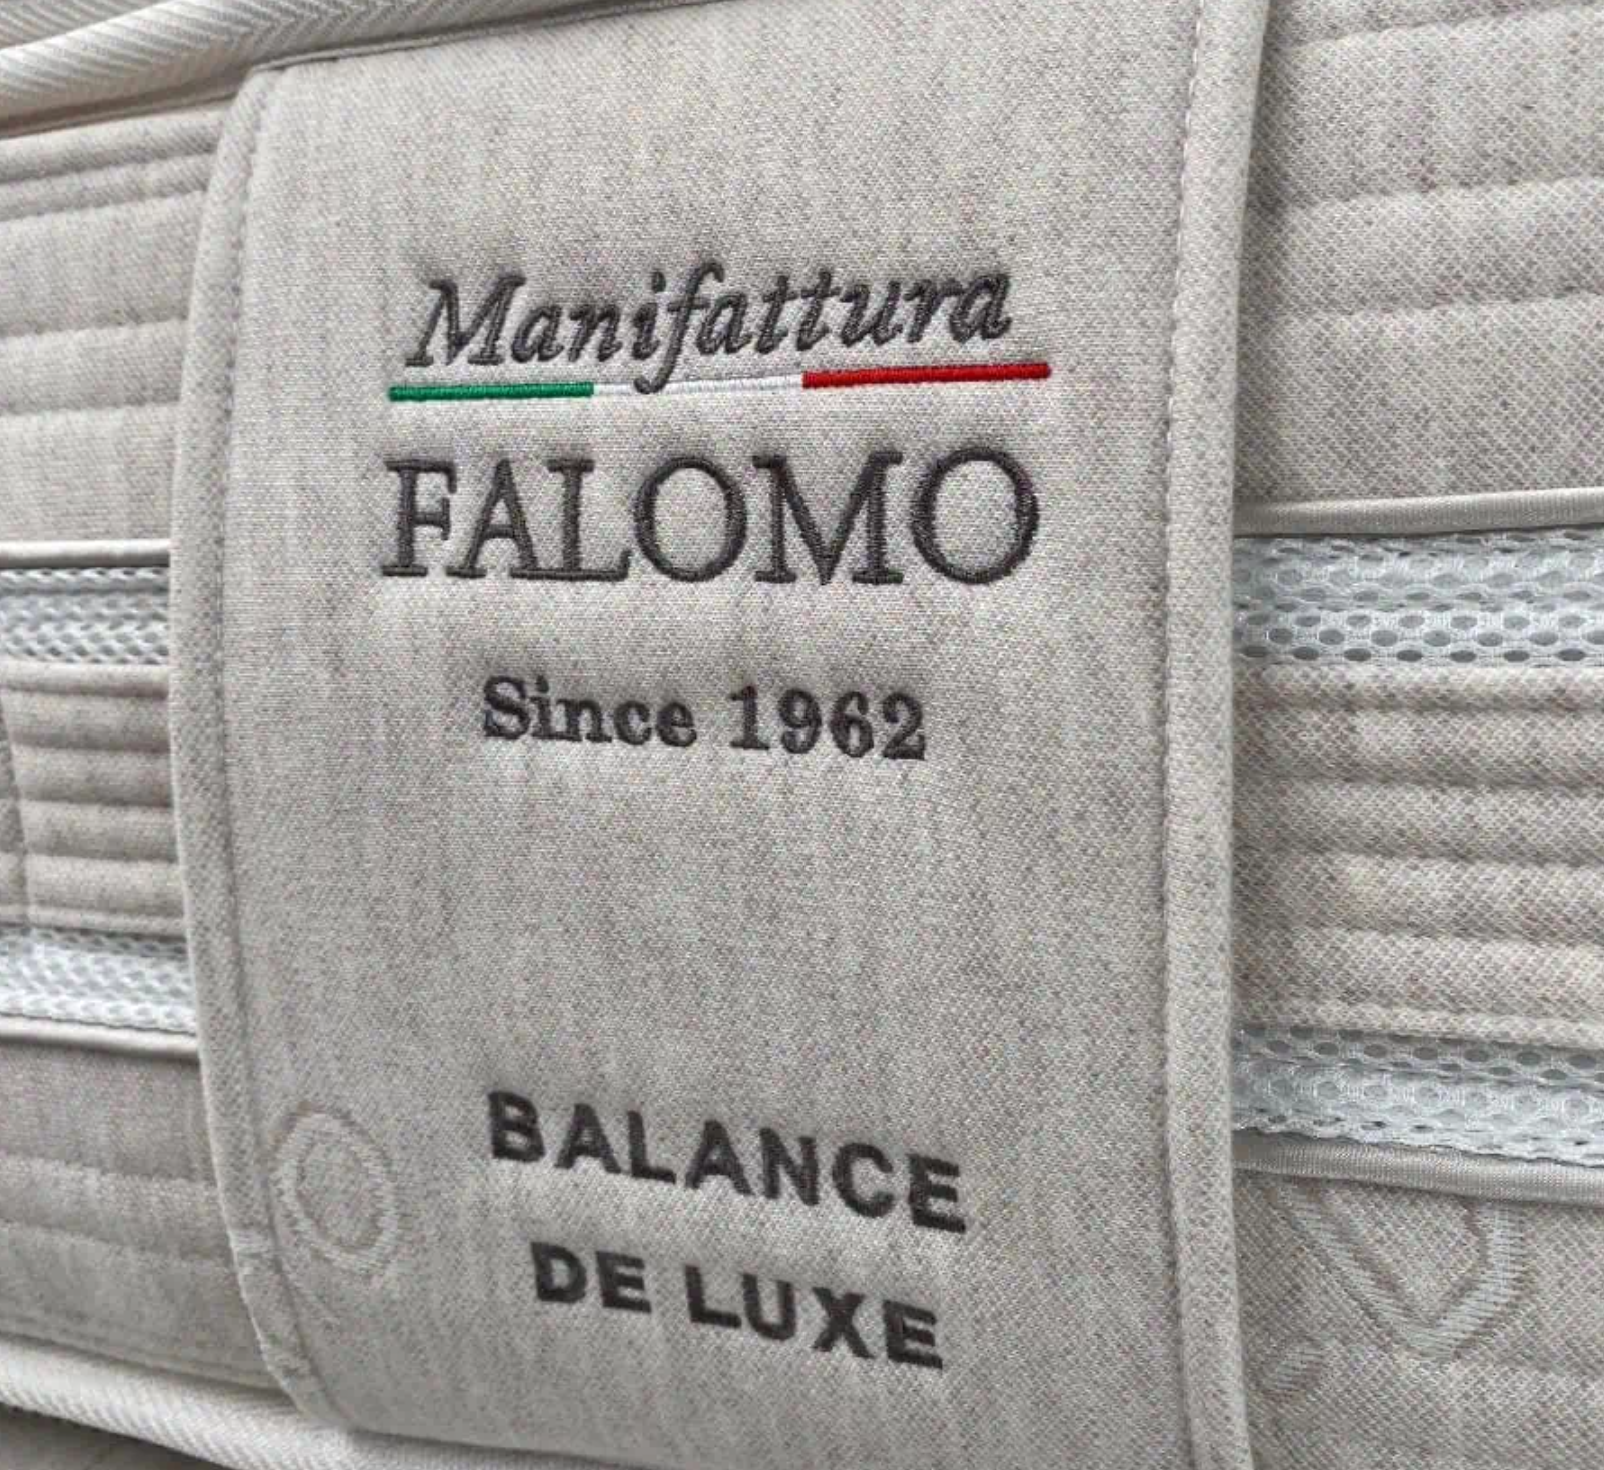 Manifattura
FALOMO
Since 1962
BALANCE
DE LUXE